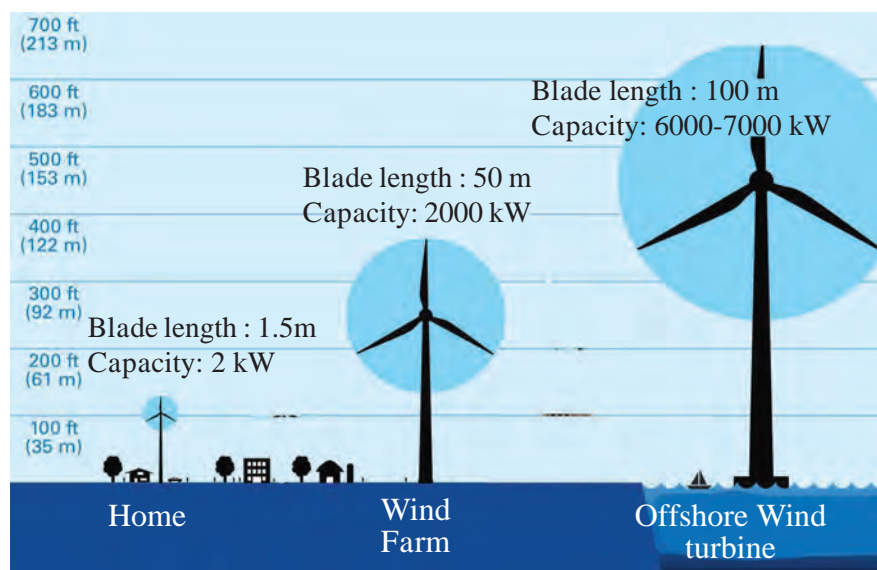 700 ft
(213 m)
600 ft
(183 m)
500 ft
(153 m)
400 ft
(122 m)
300 ft
(92 m)
200 ft
(61 m)
100 ft
(35 m)
Blade length : 1.5m
Capacity: 2 kW
Blade length : 50 m
Capacity: 2000 kW
Blade length : 100 m
Capacity: 6000-7000 kW
Home
Wind
Farm
Offshore Wind
turbine